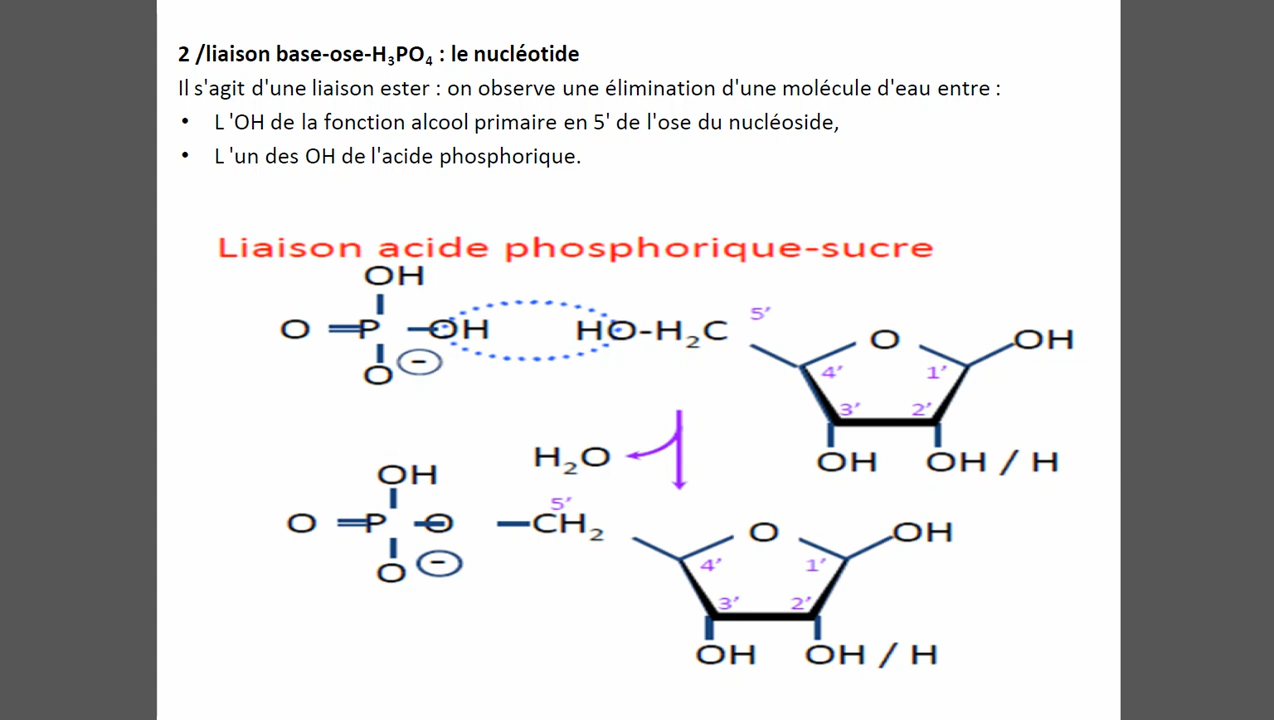 2 /liaison base-ose-H₃PO₄ : le nucléotide
Il s'agit d'une liaison ester : on observe une élimination d'une molécule d'eau entre :
• L 'OH de la fonction alcool primaire en 5' de l'ose du nucléoside,
• L 'un des OH de l'acide phosphorique.
Liaison acide phosphorique-sucre
OH
O = P - OH HO-H₂C 5'
O -
O OH
4' 1'
3' 2'
OH OH / H
H₂O
OH
O = P - O - CH₂ 5'
O -
O OH
4' 1'
3' 2'
OH OH / H